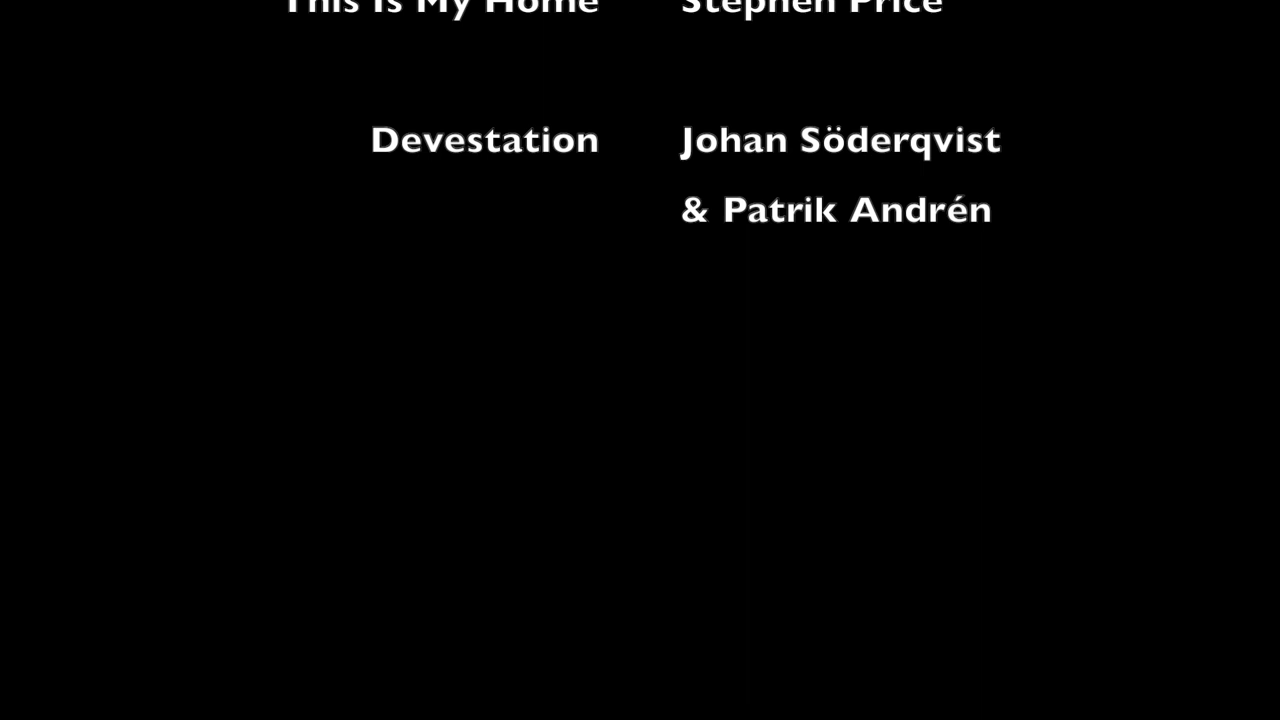 This Is My Home Stephen Price
Devestation Johan Söderqvist
& Patrik Andrén